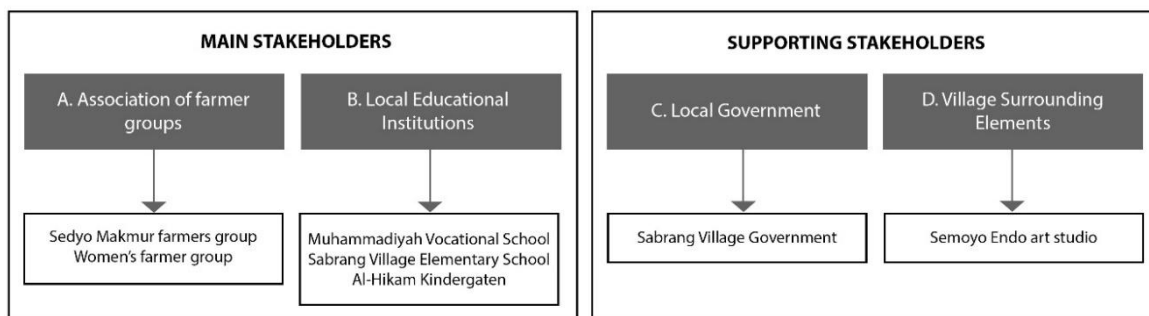 MAIN STAKEHOLDERS
A. Association of farmer
groups
B. Local Educational
Institutions
Sedyo Makmur farmers group
Women's farmer group
Muhammadiyah Vocational School
Sabrang Village Elementary School
Al-Hikam Kindergaten
SUPPORTING STAKEHOLDERS
C. Local Government
D. Village Surrounding
Elements
Sabrang Village Government
Semoyo Endo art studio